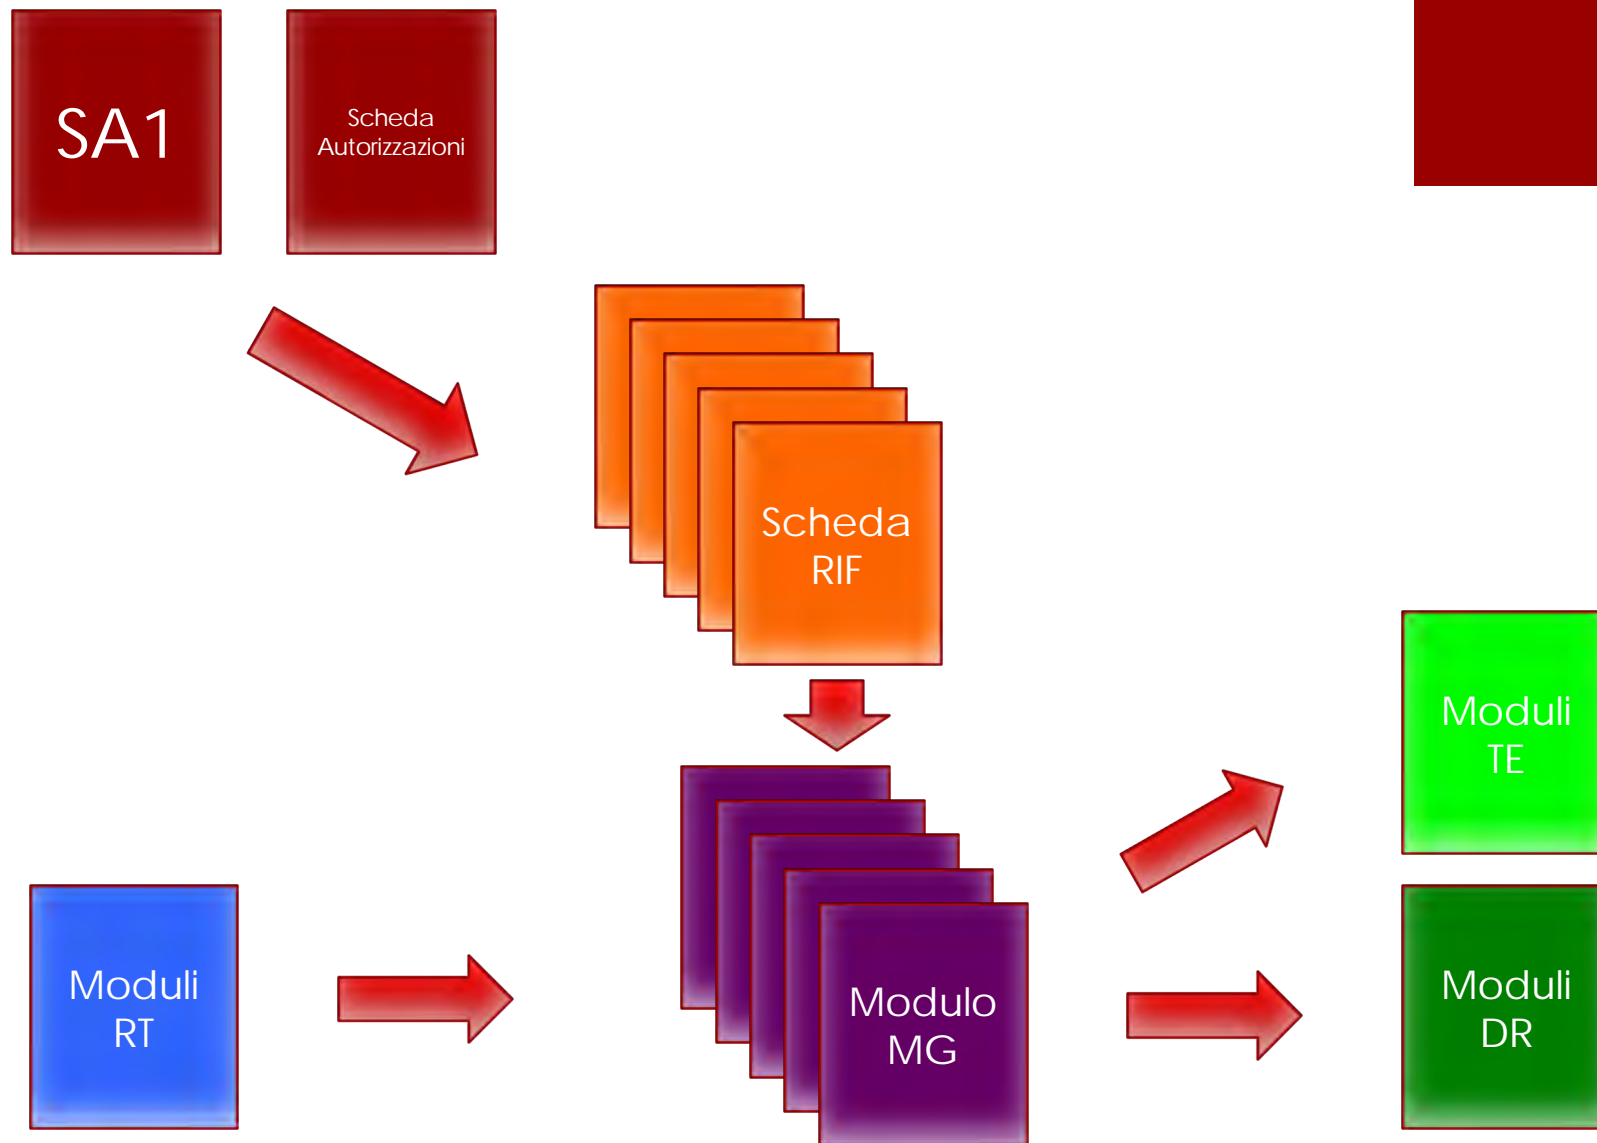 SA1
Scheda
Autorizzazioni
Scheda
RIF
Moduli
TE
Moduli
RT
Modulo
MG
Moduli
DR